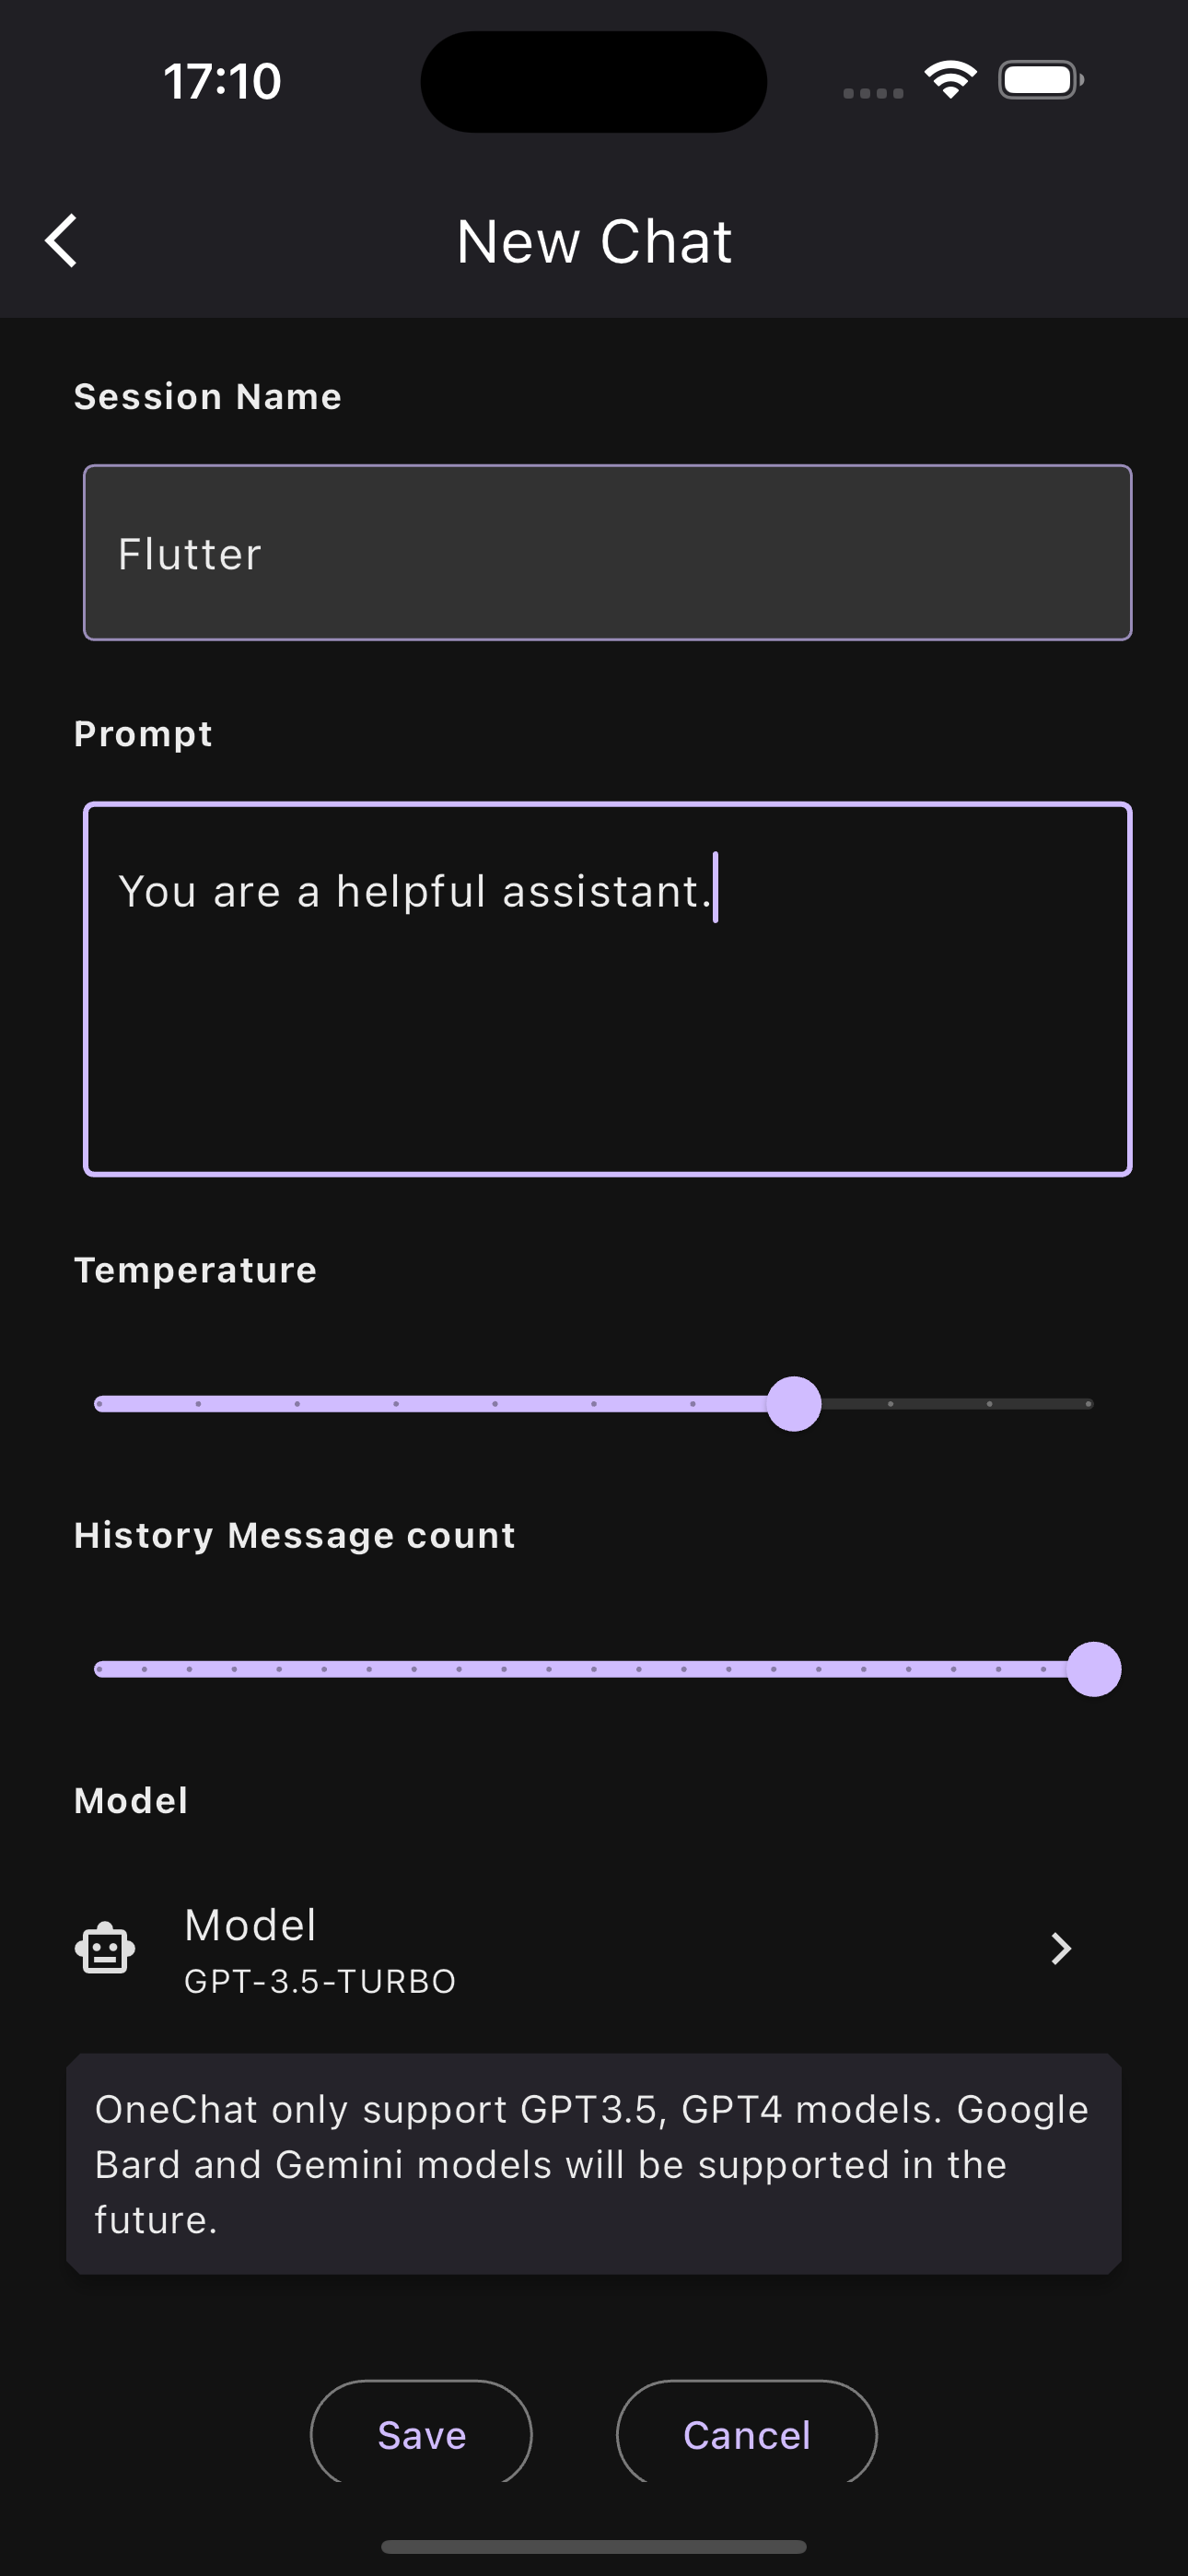 17:10
New Chat
Session Name
Flutter
Prompt
You are a helpful assistant.
Temperature
History Message count
Model
Model
GPT-3.5-TURBO
OneChat only support GPT3.5, GPT4 models. Google
Bard and Gemini models will be supported in the
future.
Save
Cancel